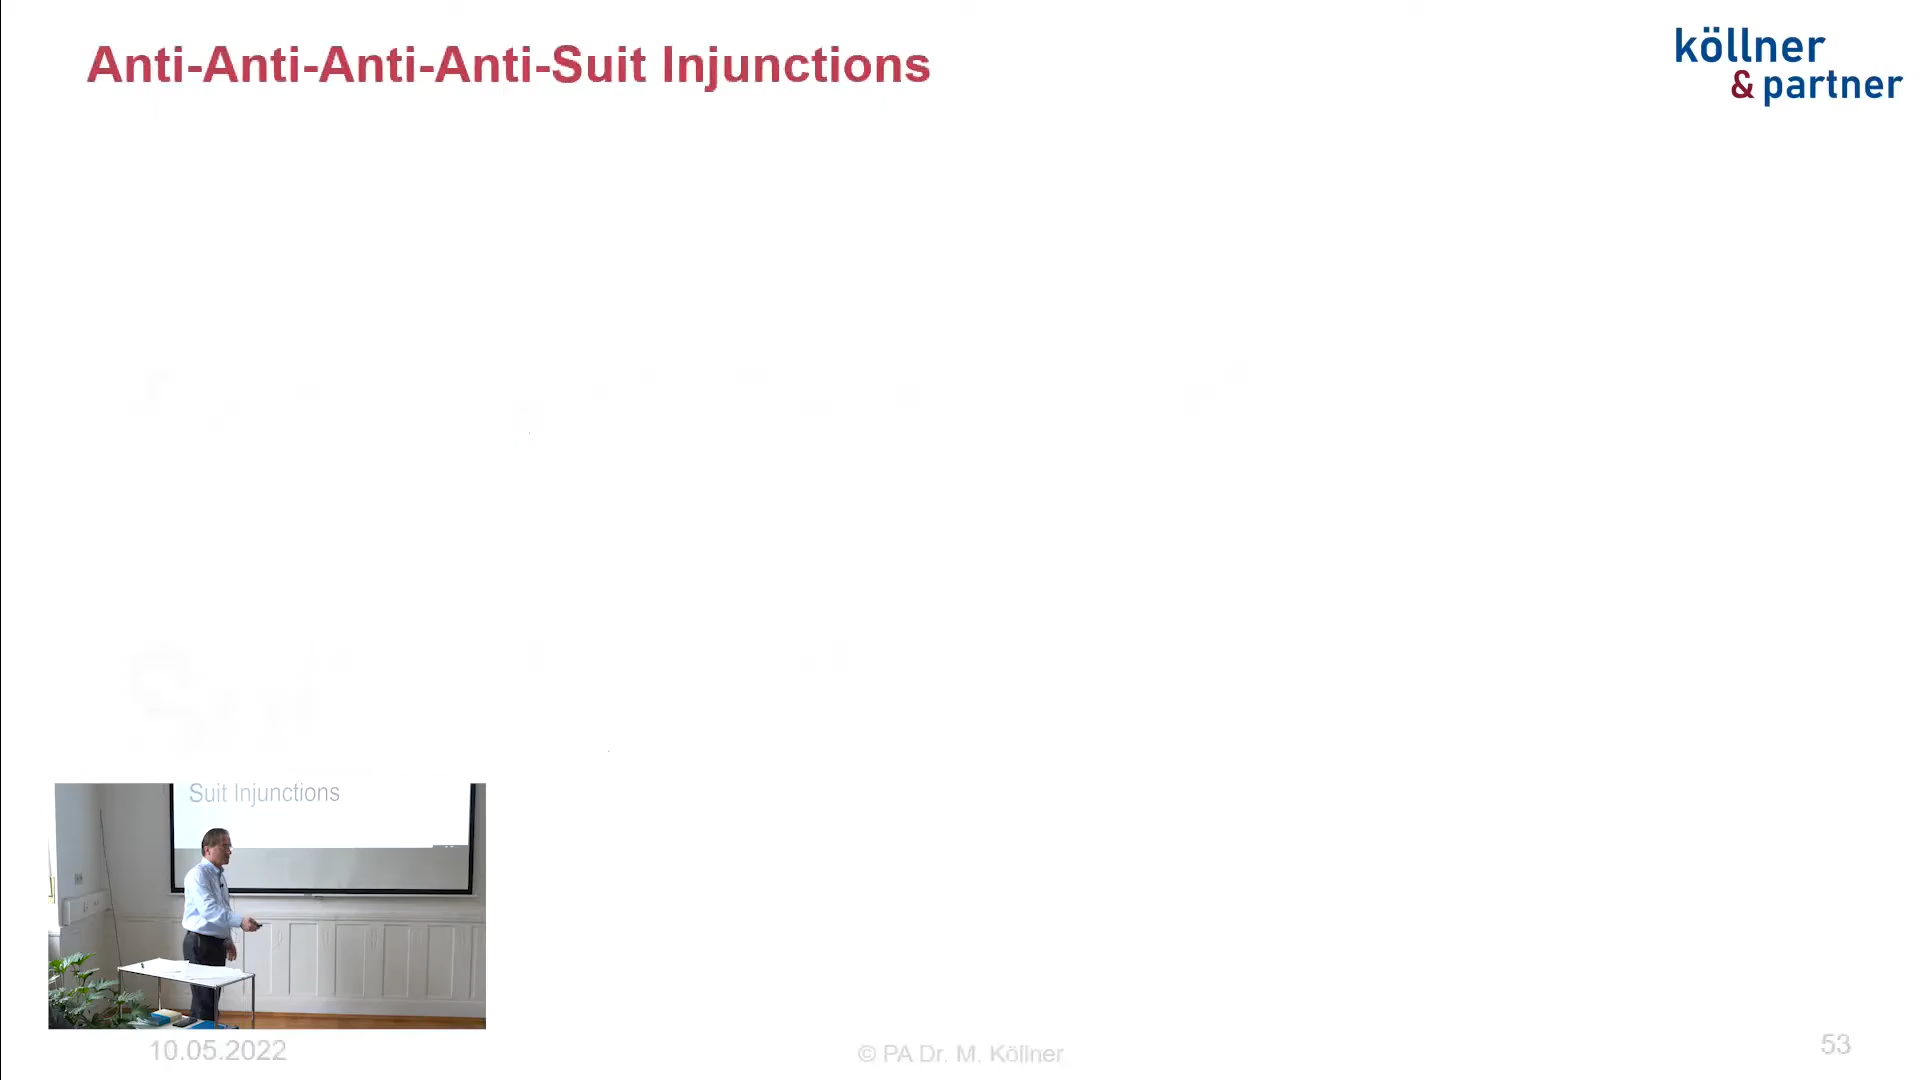 Anti-Anti-Anti-Anti-Suit Injunctions
köllner
& partner
Suit Injunctions
10.05.2022
© PA Dr. M. Köllner
53